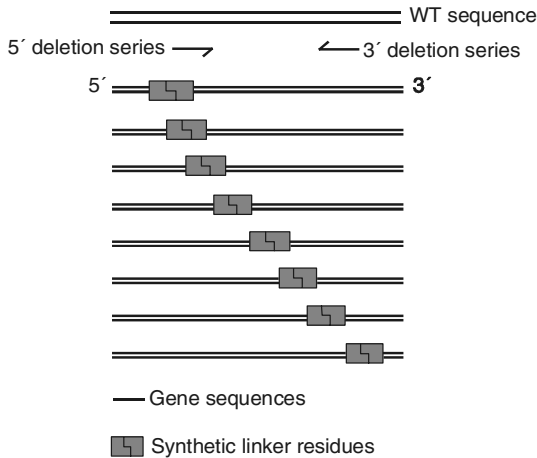 WT sequence
5´ deletion series
3´ deletion series
5´
3´
Gene sequences
Synthetic linker residues